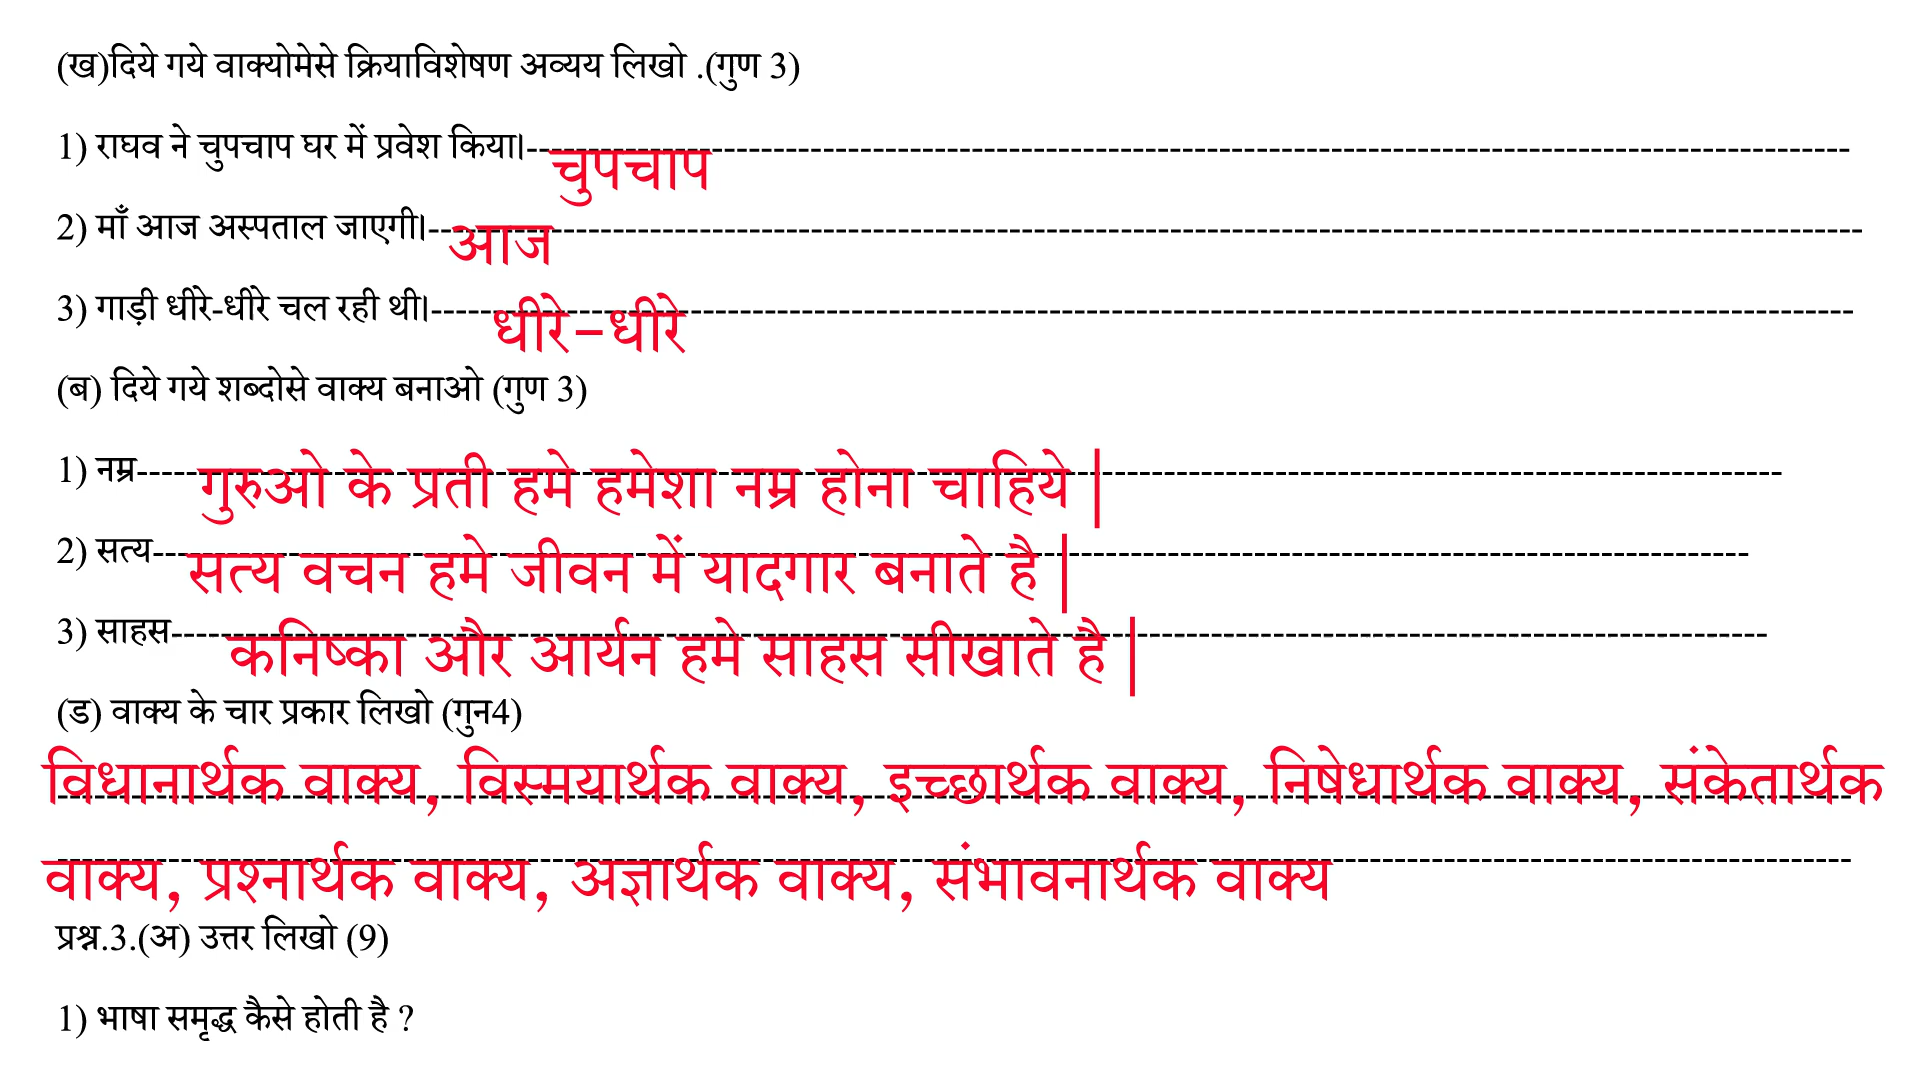 (ख)दिये गये वाक्योमेसे क्रियाविशेषण अव्यय लिखो .(गुण 3)
1) राघव ने चुपचाप घर में प्रवेश किया।--------------------
चुपचाप
2) माँ आज अस्पताल जाएगी।--------------------
आज
3) गाड़ी धीरे-धीरे चल रही थी।--------------------
धीरे-धीरे
(ब) दिये गये शब्दोसे वाक्य बनाओ (गुण 3)
1) नम्र--------------------
गुरुओ के प्रती हमे हमेशा नम्र होना चाहिये |
2) सत्य--------------------
सत्य वचन हमे जीवन में यादगार बनाते है |
3) साहस--------------------
कनिष्का और आर्यन हमे साहस सीखाते है |
(ड) वाक्य के चार प्रकार लिखो (गुन4)
विधानार्थक वाक्य, विस्मयार्थक वाक्य, इच्छार्थक वाक्य, निषेधार्थक वाक्य, संकेतार्थक
वाक्य, प्रश्नार्थक वाक्य, अज्ञार्थक वाक्य, संभावनार्थक वाक्य
प्रश्न.3.(अ) उत्तर लिखो (9)
1) भाषा समृद्ध कैसे होती है ?